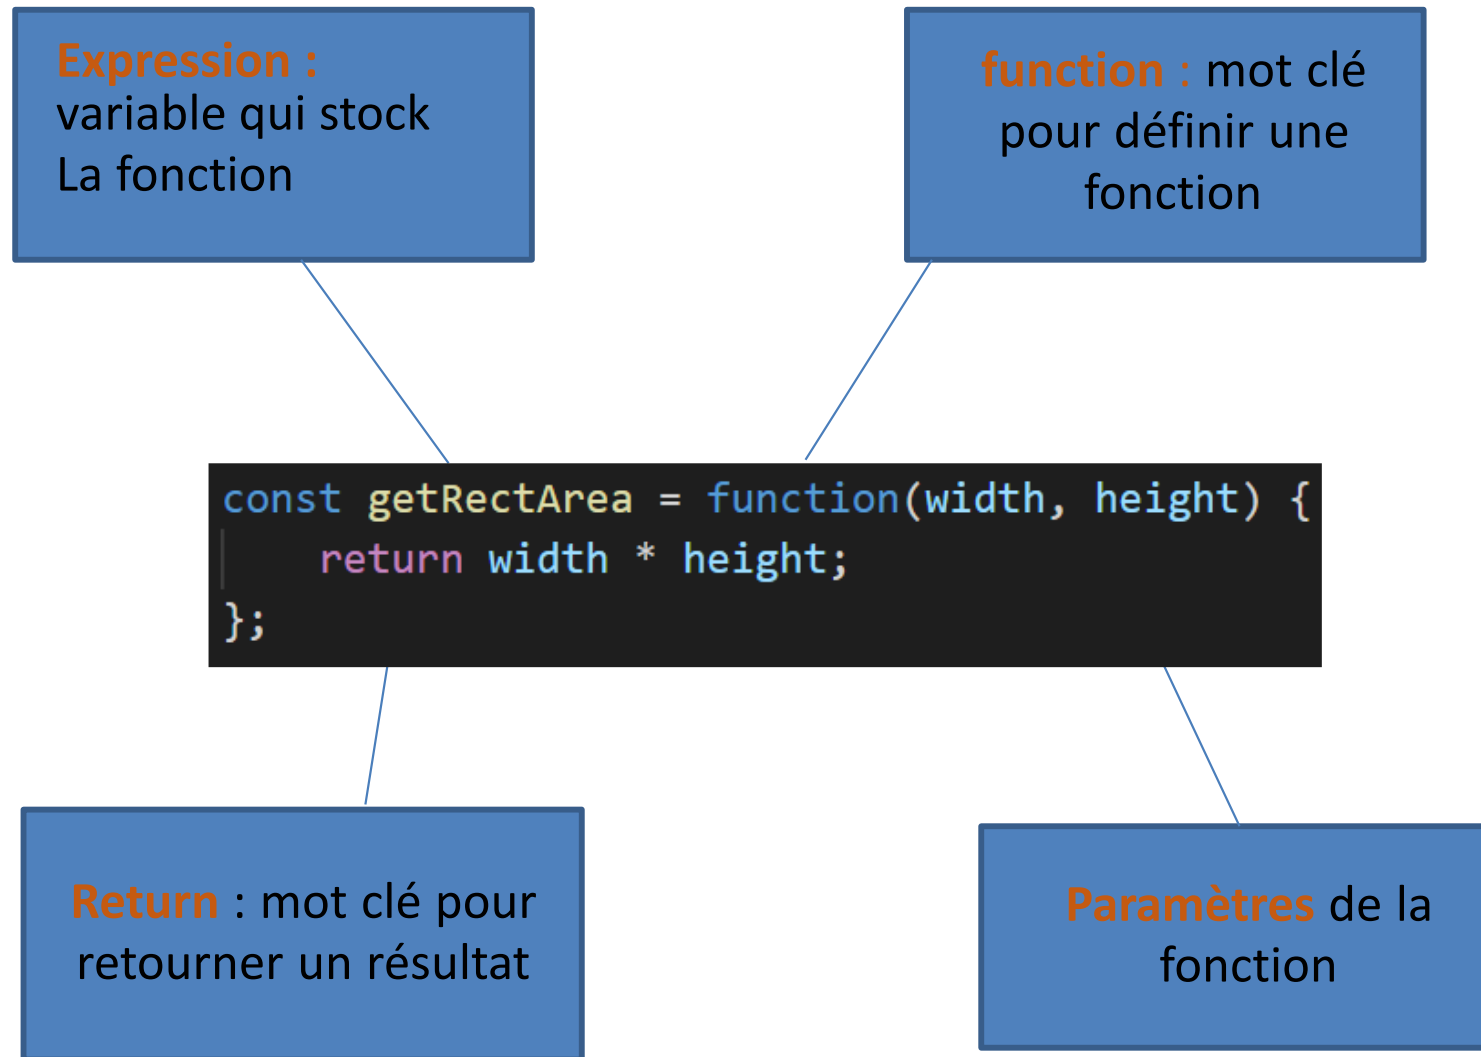 Expression :
variable qui stock
La fonction
function : mot clé
pour définir une
fonction
const getRectArea = function(width, height) {
    return width * height;
};
Return : mot clé pour
retourner un résultat
Paramètres de la
fonction